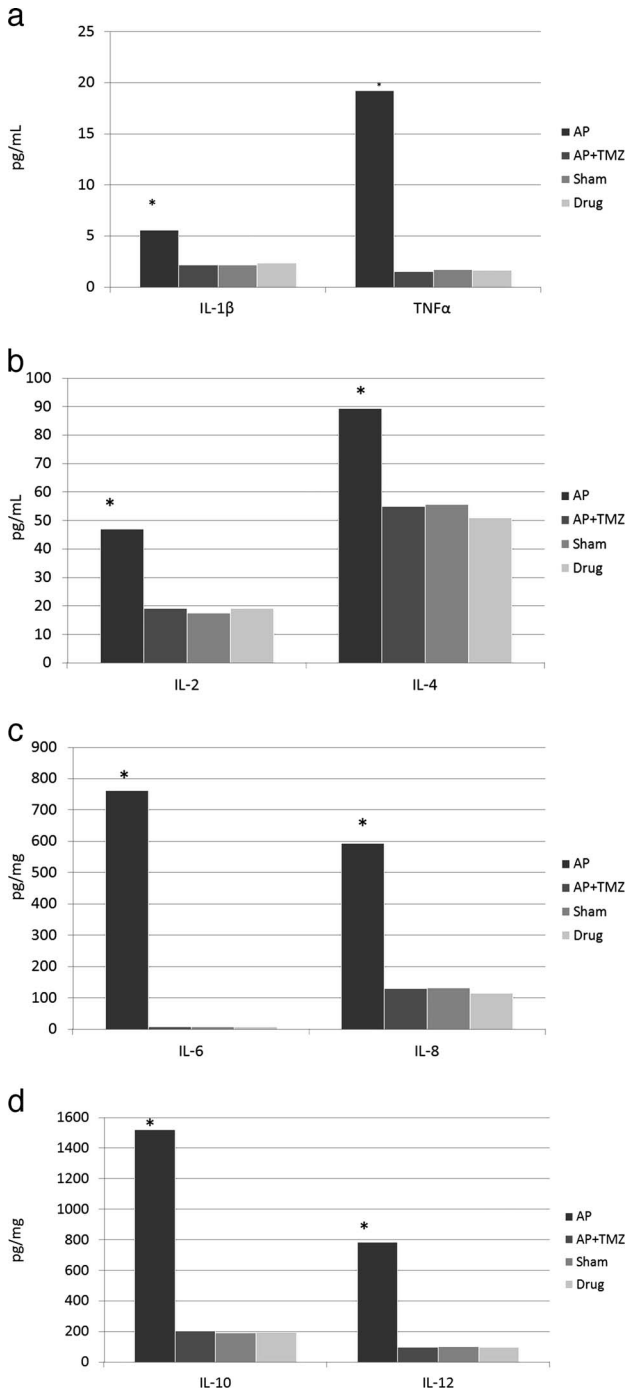 a
25
20
15
10
5
0
pg/mL
*
*
IL-1β
TNFα
AP
AP+TMZ
Sham
Drug
b
100
90
80
70
60
50
40
30
20
10
0
pg/mL
*
*
IL-2
IL-4
AP
AP+TMZ
Sham
Drug
c
900
800
700
600
500
400
300
200
100
0
pg/mg
*
*
IL-6
IL-8
AP
AP+TMZ
Sham
Drug
d
1600
1400
1200
1000
800
600
400
200
0
pg/mg
*
*
IL-10
IL-12
AP
AP+TMZ
Sham
Drug